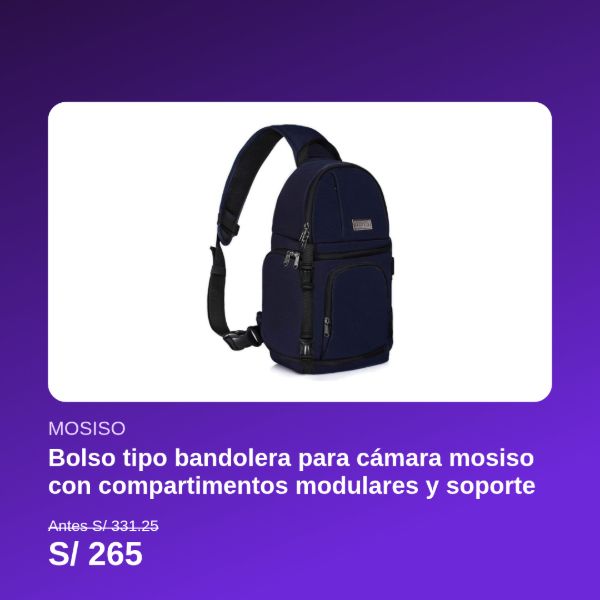 MOSISO
Bolso tipo bandolera para cámara mosiso
con compartimentos modulares y soporte
Antes S/ 331.25
S/ 265